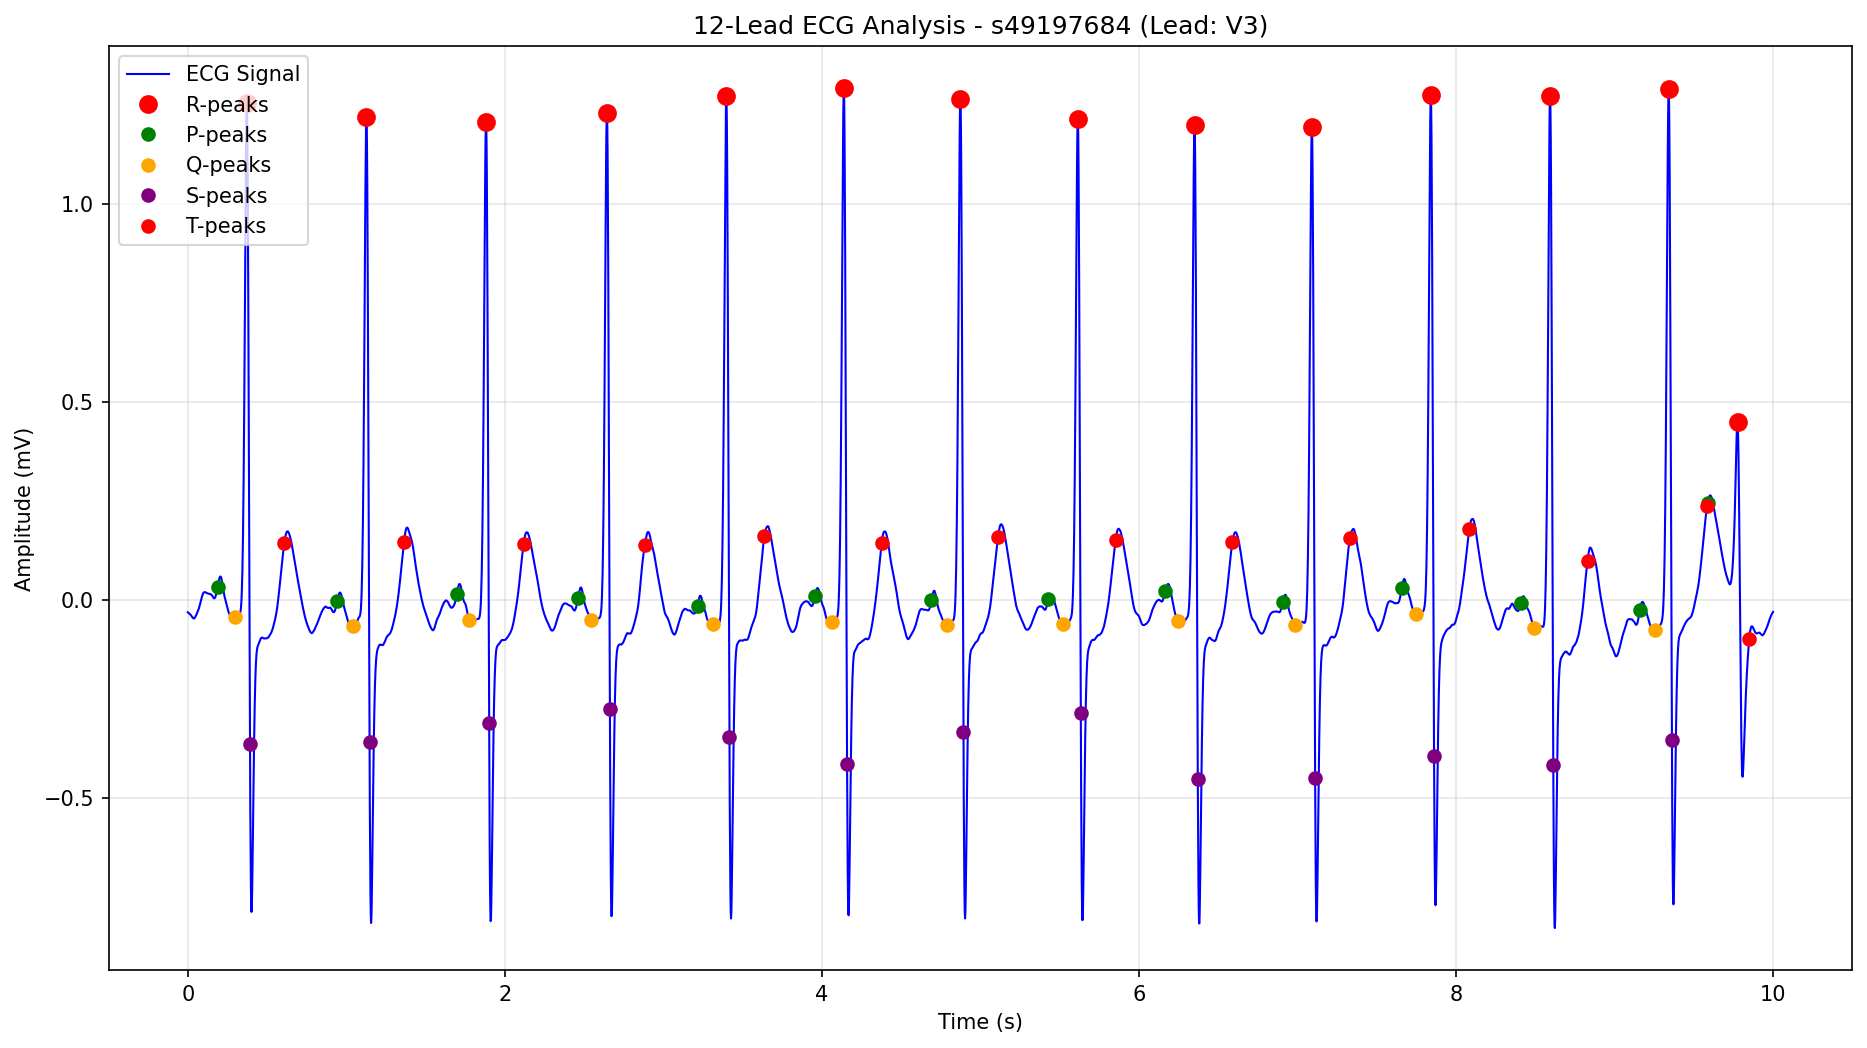 12-Lead ECG Analysis - s49197684 (Lead: V3)
ECG Signal
R-peaks
P-peaks
Q-peaks
S-peaks
T-peaks
Amplitude (mV)
1.0
0.5
0.0
−0.5
0 2 4 6 8 10
Time (s)